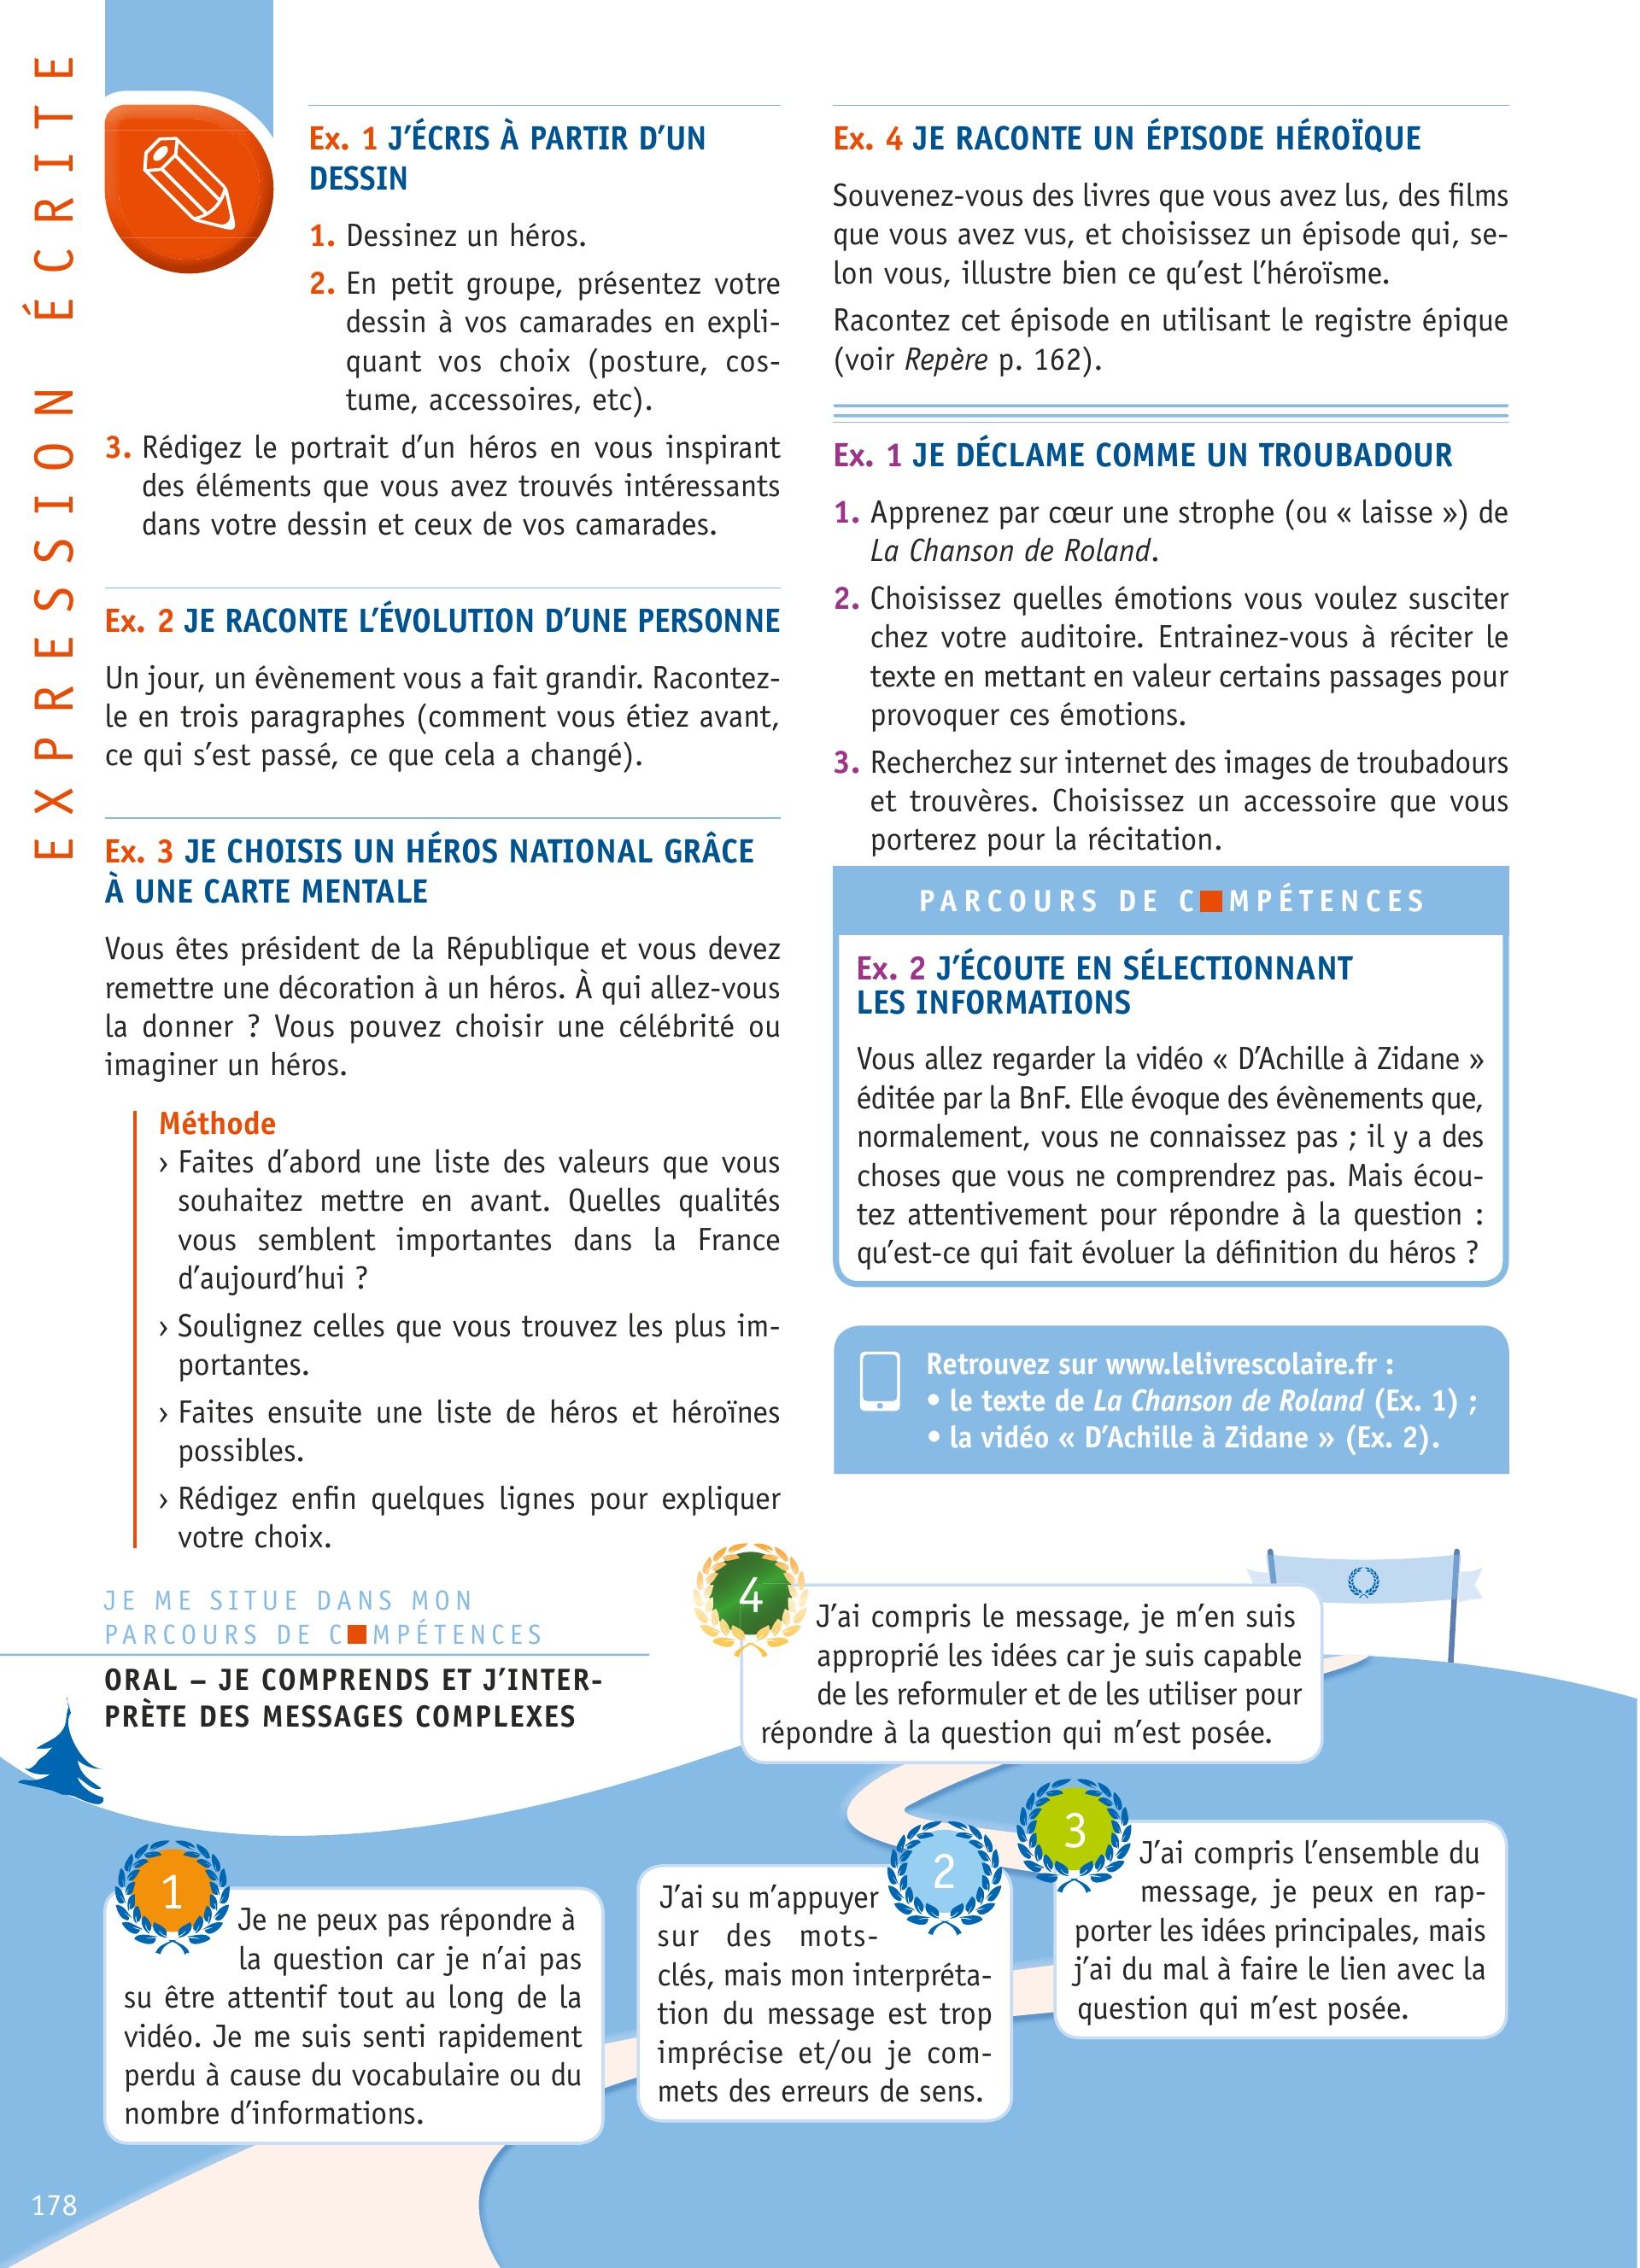 EXPRESSION ÉCRITE
Ex. 1 J'ÉCRIS À PARTIR D'UN
DESSIN
1. Dessinez un héros.
2. En petit groupe, présentez votre
dessin à vos camarades en expli-
quant vos choix (posture, cos-
tume, accessoires, etc).
3. Rédigez le portrait d'un héros en vous inspirant
des éléments que vous avez trouvés intéressants
dans votre dessin et ceux de vos camarades.
Ex. 2 JE RACONTE L'ÉVOLUTION D'UNE PERSONNE
Un jour, un évènement vous a fait grandir. Racontez-
le en trois paragraphes (comment vous étiez avant,
ce qui s'est passé, ce que cela a changé).
Ex. 3 JE CHOISIS UN HÉROS NATIONAL GRÂCE
À UNE CARTE MENTALE
Vous êtes président de la République et vous devez
remettre une décoration à un héros. À qui allez-vous
la donner ? Vous pouvez choisir une célébrité ou
imaginer un héros.
Méthode
› Faites d'abord une liste des valeurs que vous
souhaitez mettre en avant. Quelles qualités
vous semblent importantes dans la France
d'aujourd'hui ?
› Soulignez celles que vous trouvez les plus im-
portantes.
› Faites ensuite une liste de héros et héroïnes
possibles.
› Rédigez enfin quelques lignes pour expliquer
votre choix.
Ex. 4 JE RACONTE UN ÉPISODE HÉROÏQUE
Souvenez-vous des livres que vous avez lus, des films
que vous avez vus, et choisissez un épisode qui, se-
lon vous, illustre bien ce qu'est l'héroïsme.
Racontez cet épisode en utilisant le registre épique
(voir Repère p. 162).
Ex. 1 JE DÉCLAME COMME UN TROUBADOUR
1. Apprenez par cœur une strophe (ou « laisse ») de
La Chanson de Roland.
2. Choisissez quelles émotions vous voulez susciter
chez votre auditoire. Entrainez-vous à réciter le
texte en mettant en valeur certains passages pour
provoquer ces émotions.
3. Recherchez sur internet des images de troubadours
et trouvères. Choisissez un accessoire que vous
porterez pour la récitation.
PARCOURS DE C■MPÉTENCES
Ex. 2 J'ÉCOUTE EN SÉLECTIONNANT
LES INFORMATIONS
Vous allez regarder la vidéo « D'Achille à Zidane »
éditée par la BnF. Elle évoque des évènements que,
normalement, vous ne connaissez pas ; il y a des
choses que vous ne comprendrez pas. Mais écou-
tez attentivement pour répondre à la question :
qu'est-ce qui fait évoluer la définition du héros ?
Retrouvez sur www.lelivrescolaire.fr :
• le texte de La Chanson de Roland (Ex. 1) ;
• la vidéo « D'Achille à Zidane » (Ex. 2).
JE ME SITUE DANS MON
PARCOURS DE C■MPÉTENCES
ORAL – JE COMPRENDS ET J'INTER-
PRÈTE DES MESSAGES COMPLEXES
1
Je ne peux pas répondre à
la question car je n'ai pas
su être attentif tout au long de la
vidéo. Je me suis senti rapidement
perdu à cause du vocabulaire ou du
nombre d'informations.
2
J'ai su m'appuyer
sur des mots-
clés, mais mon interpréta-
tion du message est trop
imprécise et/ou je com-
mets des erreurs de sens.
3
J'ai compris l'ensemble du
message, je peux en rap-
porter les idées principales, mais
j'ai du mal à faire le lien avec la
question qui m'est posée.
4
J'ai compris le message, je m'en suis
approprié les idées car je suis capable
de les reformuler et de les utiliser pour
répondre à la question qui m'est posée.
178